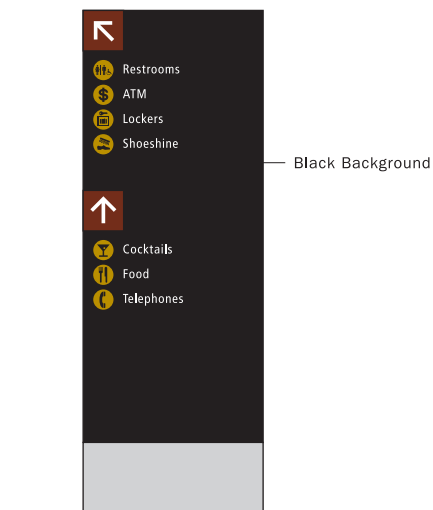 Restrooms
ATM
Lockers
Shoeshine
Black Background
Cocktails
Food
Telephones